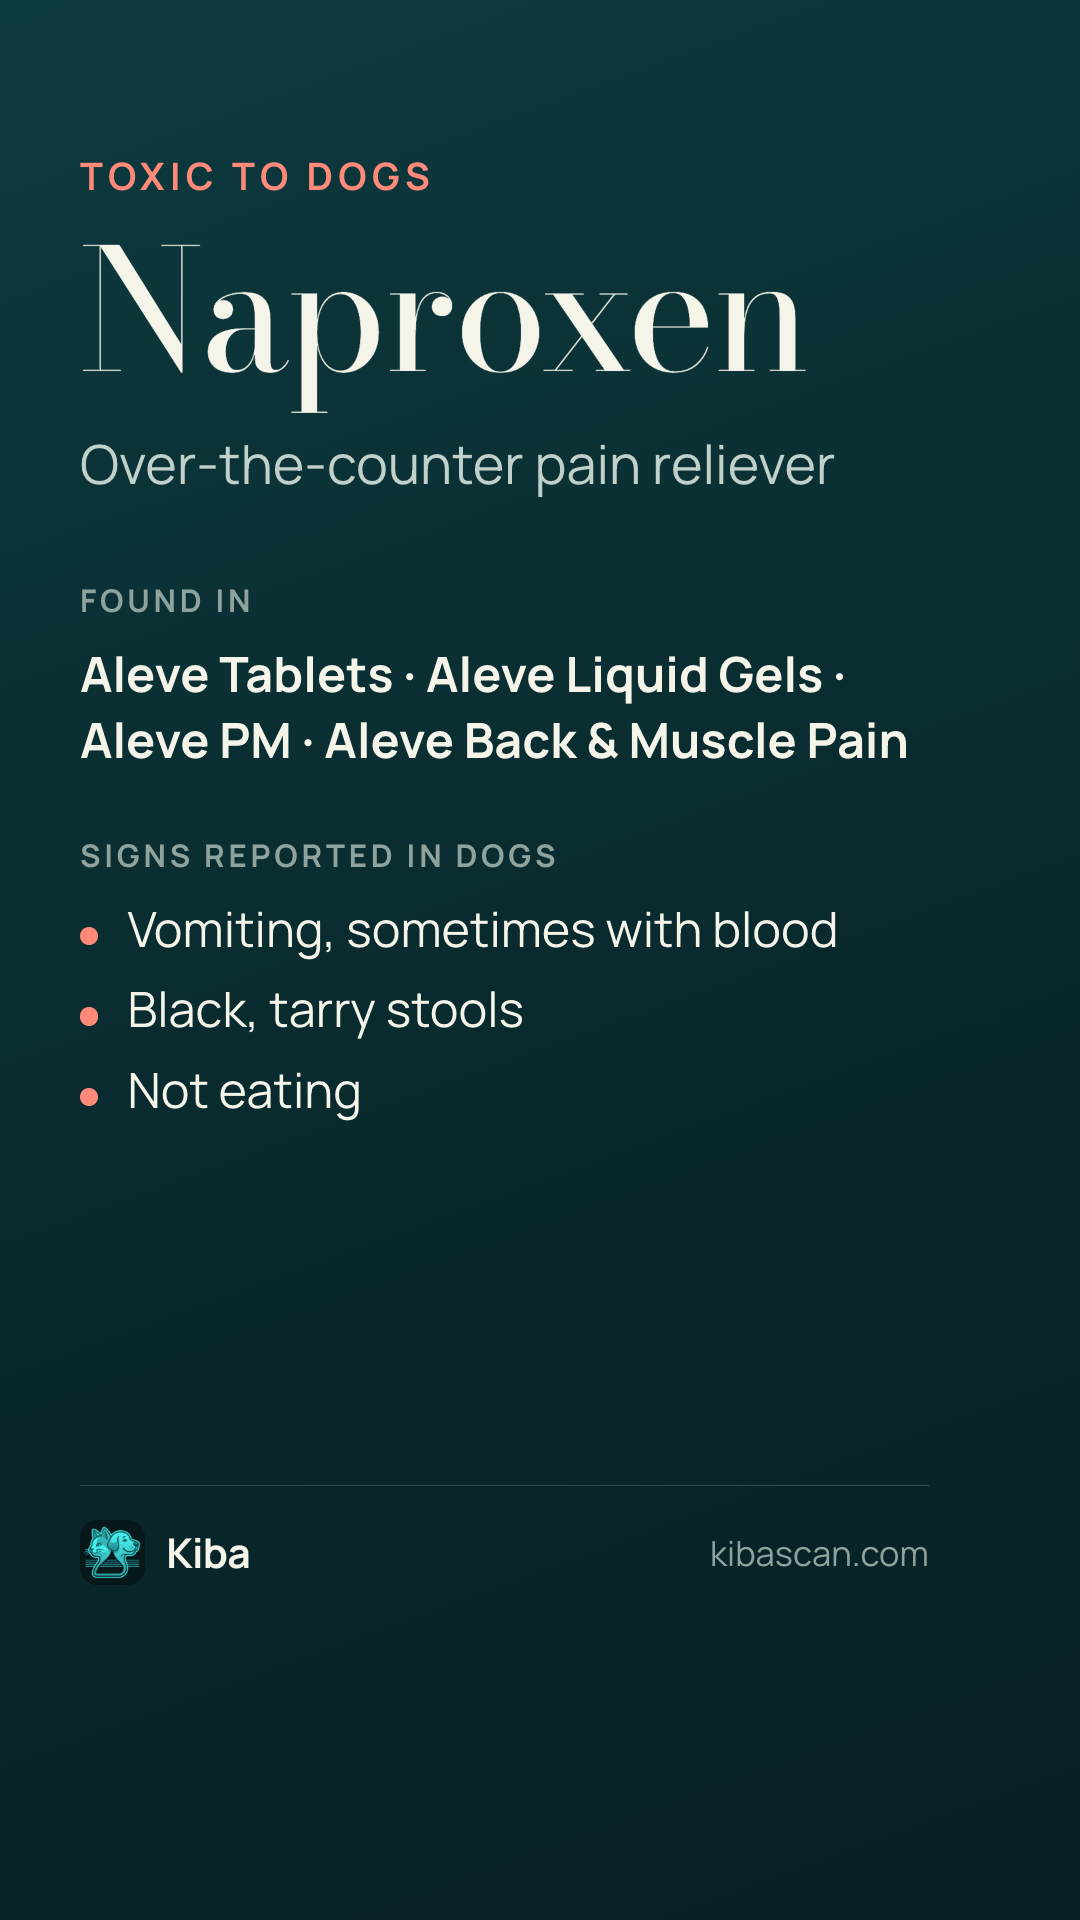 TOXIC TO DOGS
Naproxen
Over-the-counter pain reliever
FOUND IN
Aleve Tablets · Aleve Liquid Gels ·
Aleve PM · Aleve Back & Muscle Pain
SIGNS REPORTED IN DOGS
• Vomiting, sometimes with blood
• Black, tarry stools
• Not eating
Kiba
kibascan.com